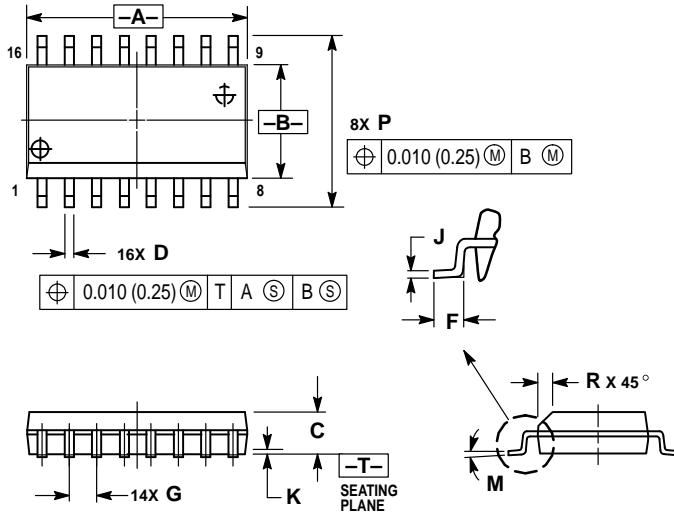 –A–
16 9
–B–
8X P
⌖ 0.010 (0.25) Ⓜ B Ⓜ
1 8
J
16X D
⌖ 0.010 (0.25) Ⓜ T A Ⓢ B Ⓢ
F
R X 45°
C
–T–
M
14X G
K
SEATING
PLANE